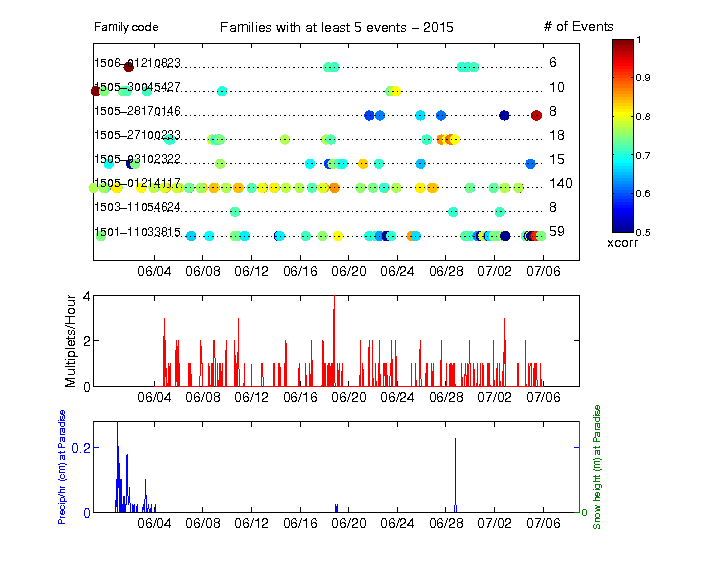 Family code Families with at least 5 events − 2015 # of Events
1506−01210823 6
1505−30045427 10
1505−28170146 8
1505−27100233 18
1505−03102322 15
1505−01214117 140
1503−11054624 8
1501−11033815 59
06/04 06/08 06/12 06/16 06/20 06/24 06/28 07/02 07/06
1
0.9
0.8
0.7
0.6
0.5
xcorr
Multiplets/Hour
4
2
0
06/04 06/08 06/12 06/16 06/20 06/24 06/28 07/02 07/06
Precip/hr (cm) at Paradise
0.2
0
0
Snow height (m) at Paradise
06/04 06/08 06/12 06/16 06/20 06/24 06/28 07/02 07/06